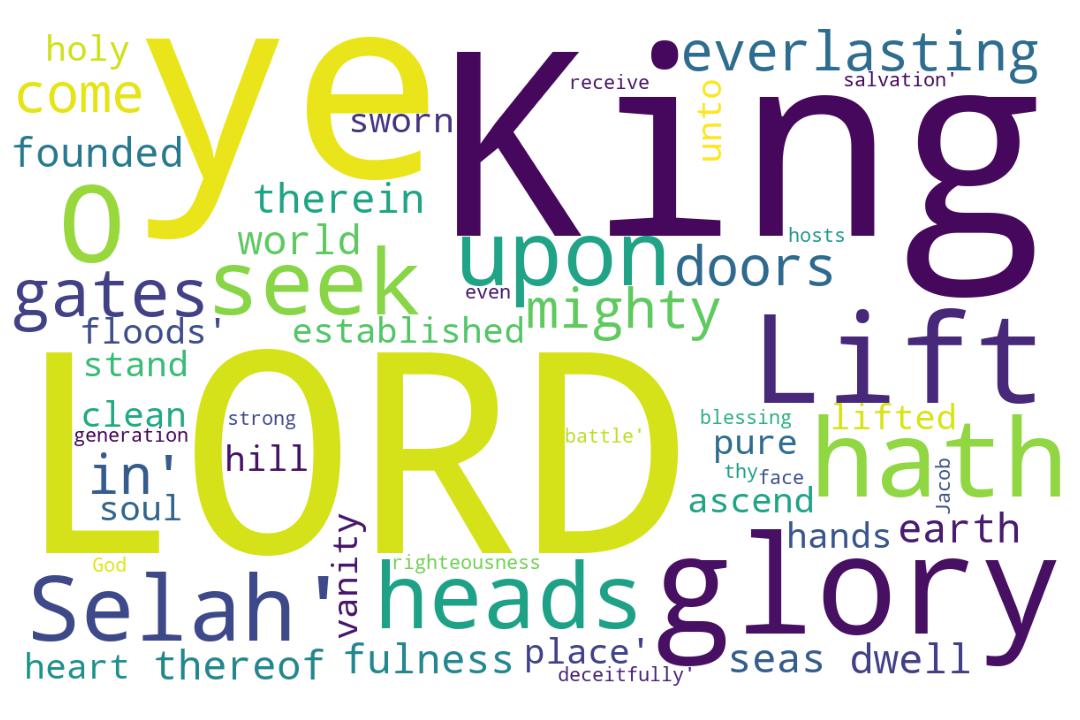 holy ye King everlasting
come receive salvation'
sworn unto
founded
O therein
world upon hosts
gates seek doors
even mighty
floods' established Lift
stand LORD
clean strong blessing lifted
generation battle' pure hath
in' hill thy face Jacob
soul ascend
vanity hands earth
God righteousness glory
Selah' heads
heart thereof fulness place' seas dwell
deceitfully'